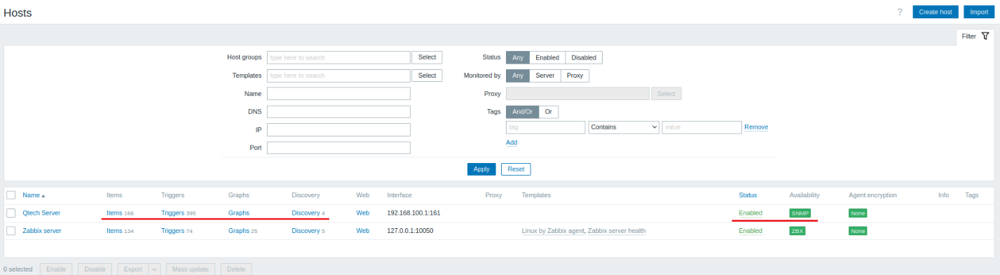 Hosts
? Create host Import
Filter
Host groups type here to search Select Status Any Enabled Disabled
Templates type here to search Select Monitored by Any Server Proxy
Name Proxy Select
DNS Tags And/Or Or
IP tag Contains value Remove
Add
Port
Apply Reset
Name Items Triggers Graphs Discovery Web Interface Proxy Templates Status Availability Agent encryption Info Tags
Qtech Server Items 166 Triggers 395 Graphs Discovery 4 Web 192.168.100.1:161 Enabled SNMP None
Zabbix server Items 134 Triggers 74 Graphs 25 Discovery 5 Web 127.0.0.1:10050 Linux by Zabbix agent, Zabbix server health Enabled ZBX None
0 selected Enable Disable Export Mass update Delete